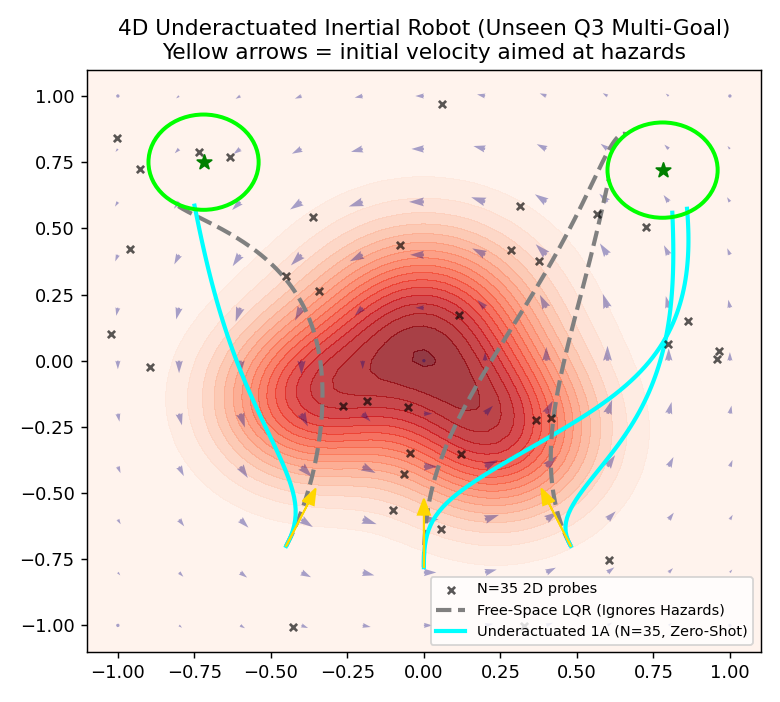 4D Underactuated Inertial Robot (Unseen Q3 Multi-Goal)
Yellow arrows = initial velocity aimed at hazards
1.00
0.75
0.50
0.25
0.00
−0.25
−0.50
−0.75
−1.00
N=35 2D probes
Free-Space LQR (Ignores Hazards)
Underactuated 1A (N=35, Zero-Shot)
−1.00 −0.75 −0.50 −0.25 0.00 0.25 0.50 0.75 1.00